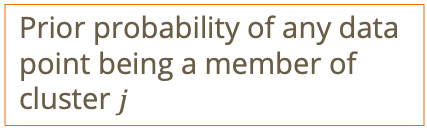 Prior probability of any data
point being a member of
cluster j